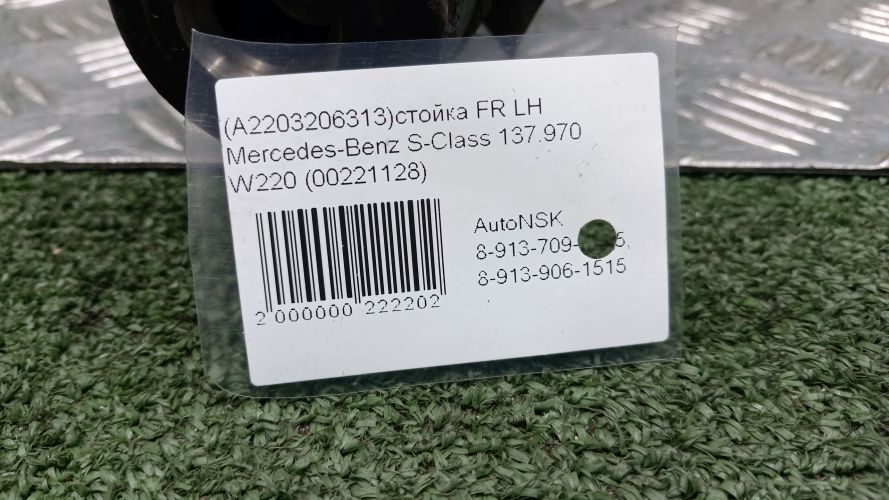 (A2203206313)стойка FR LH
Mercedes-Benz S-Class 137.970
W220 (00221128)
AutoNSK
8-913-906-1515
2 000000 222202